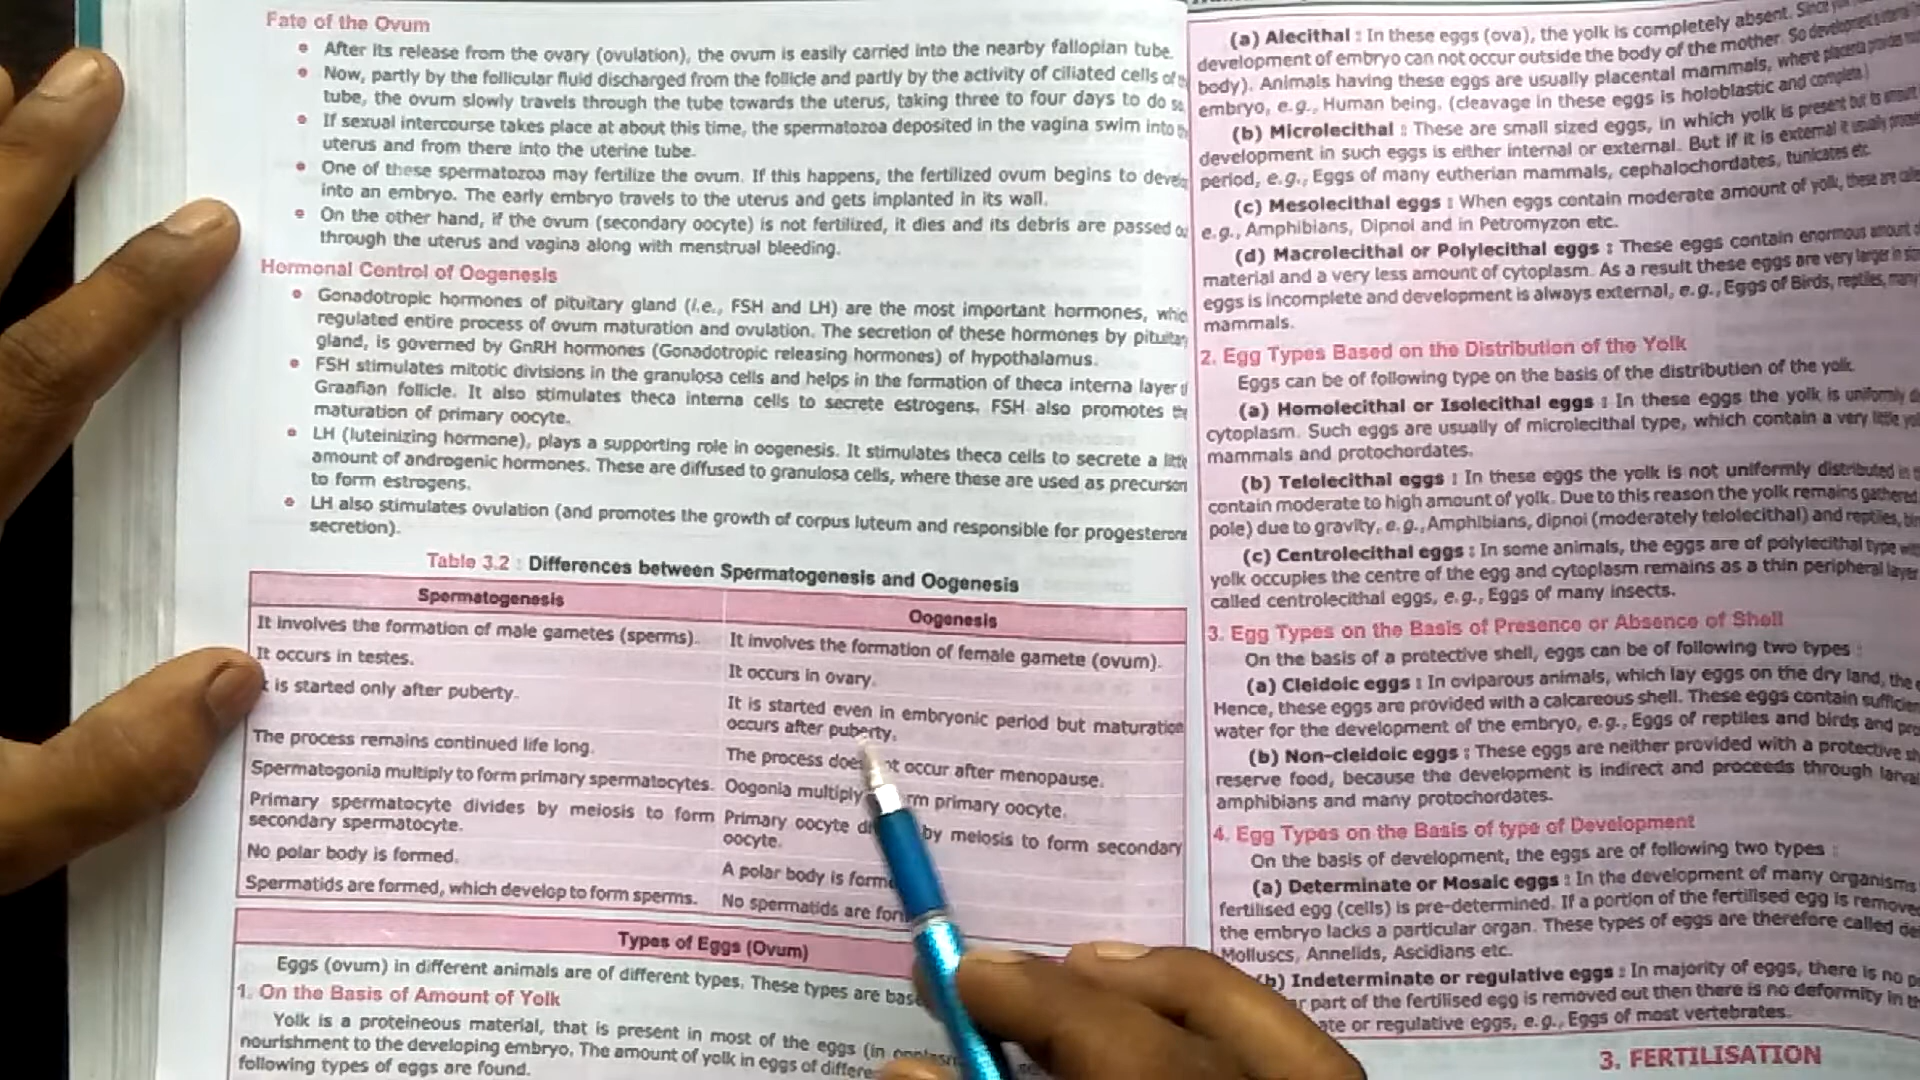 Fate of the Ovum
• After its release from the ovary (ovulation), the ovum is easily carried into the nearby fallopian tube.
• Now, partly by the follicular fluid discharged from the follicle and partly by the activity of ciliated cells of
tube, the ovum slowly travels through the tube towards the uterus, taking three to four days to do
• If sexual intercourse takes place at about this time, the spermatozoa deposited in the vagina swim into
uterus and from there into the uterine tube.
• One of these spermatozoa may fertilize the ovum. If this happens, the fertilized ovum begins to
into an embryo. The early embryo travels to the uterus and gets implanted in its wall.
• On the other hand, if the ovum (secondary oocyte) is not fertilized, it dies and its debris are passed
through the uterus and vagina along with menstrual bleeding.
Hormonal Control of Oogenesis
• Gonadotropic hormones of pituitary gland (i.e., FSH and LH) are the most important hormones,
regulated entire process of ovum maturation and ovulation. The secretion of these hormones by
gland, is governed by GnRH hormones (Gonadotropic releasing hormones) of hypothalamus.
• FSH stimulates mitotic divisions in the granulosa cells and helps in the formation of theca interna layer
Graafian follicle. It also stimulates theca interna cells to secrete estrogens. FSH also promotes
maturation of primary oocyte.
• LH (luteinizing hormone), plays a supporting role in oogenesis. It stimulates theca cells to secrete a
amount of androgenic hormones. These are diffused to granulosa cells, where these are used as
to form estrogens.
• LH also stimulates ovulation (and promotes the growth of corpus luteum and responsible for progesterone
secretion).
Table 3.2 : Differences between Spermatogenesis and Oogenesis
Spermatogenesis Oogenesis
It involves the formation of male gametes (sperms). It involves the formation of female gamete (ovum).
It occurs in testes. It occurs in ovary.
is started only after puberty. It is started even in embryonic period but maturation
occurs after puberty.
The process remains continued life long. The process occur after menopause.
Spermatogonia multiply to form primary spermatocytes. Oogonia multiply primary oocyte.
Primary spermatocyte divides by meiosis to form Primary oocyte by meiosis to form secondary
secondary spermatocyte. oocyte.
No polar body is formed. A polar body is
Spermatids are formed, which develop to form sperms. No spermatids are
Types of Eggs (Ovum)
Eggs (ovum) in different animals are of different types. These types are
1. On the Basis of Amount of Yolk
Yolk is a proteineous material, that is present in most of the eggs (in
nourishment to the developing embryo. The amount of yolk in eggs of
following types of eggs are found.
(a) Alecithal : In these eggs (ova), the yolk is completely absent. Since
development of embryo can not occur outside the body of the mother. So
body). Animals having these eggs are usually placental mammals, where placenta
embryo, e.g., Human being. (cleavage in these eggs is holoblastic and
(b) Microlecithal : These are small sized eggs, in which yolk is present but its
development in such eggs is either internal or external. But if it is external it usually
period, e.g., Eggs of many eutherian mammals, cephalochordates, tunicates etc.
(c) Mesolecithal eggs : When eggs contain moderate amount of yolk, these are
e.g., Amphibians, Dipnoi and in Petromyzon etc.
(d) Macrolecithal or Polylecithal eggs : These eggs contain enormous amount
material and a very less amount of cytoplasm. As a result these eggs are very larger in
eggs is incomplete and development is always external, e.g., Eggs of Birds, reptiles, many
mammals.
2. Egg Types Based on the Distribution of the Yolk
Eggs can be of following type on the basis of the distribution of the yolk.
(a) Homolecithal or Isolecithal eggs : In these eggs the yolk is uniformly
cytoplasm. Such eggs are usually of microlecithal type, which contain a very little
mammals and protochordates.
(b) Telolecithal eggs : In these eggs the yolk is not uniformly distributed in
contain moderate to high amount of yolk. Due to this reason the yolk remains gathered
pole) due to gravity, e.g., Amphibians, dipnoi (moderately telolecithal) and reptiles,
(c) Centrolecithal eggs : In some animals, the eggs are of polylecithal type
yolk occupies the centre of the egg and cytoplasm remains as a thin peripheral layer
called centrolecithal eggs, e.g., Eggs of many insects.
3. Egg Types on the Basis of Presence or Absence of Shell
On the basis of a protective shell, eggs can be of following two types :
(a) Cleidoic eggs : In oviparous animals, which lay eggs on the dry land, the
Hence, these eggs are provided with a calcareous shell. These eggs contain
water for the development of the embryo, e.g., Eggs of reptiles and birds and
(b) Non-cleidoic eggs : These eggs are neither provided with a protective
reserve food, because the development is indirect and proceeds through
amphibians and many protochordates.
4. Egg Types on the Basis of type of Development
On the basis of development, the eggs are of following two types :
(a) Determinate or Mosaic eggs : In the development of many organisms
fertilised egg (cells) is pre-determined. If a portion of the fertilised egg is
the embryo lacks a particular organ. These types of eggs are therefore called
Molluscs, Annelids, Ascidians etc.
(b) Indeterminate or regulative eggs : In majority of eggs, there is no
part of the fertilised egg is removed out then there is no deformity in
or regulative eggs, e.g., Eggs of most vertebrates.
3. FERTILISATION